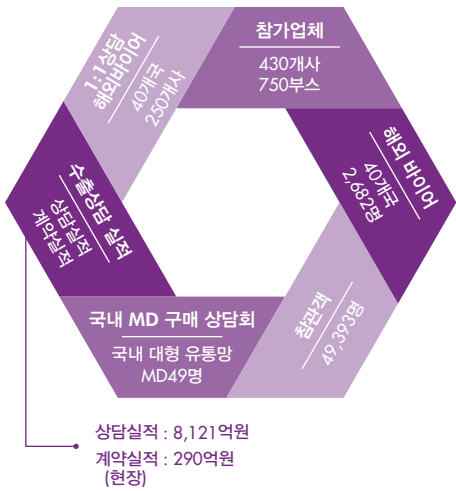 참가업체
430개사
750부스
해외 바이어
40개국
2,682명
참관객
49,393명
국내 MD 구매 상담회
국내 대형 유통망
MD49명
수출상담 실적
상담실적
계약실적
1:1상담
해외바이어
40개국
250개사
상담실적 : 8,121억원
계약실적 : 290억원
(현장)